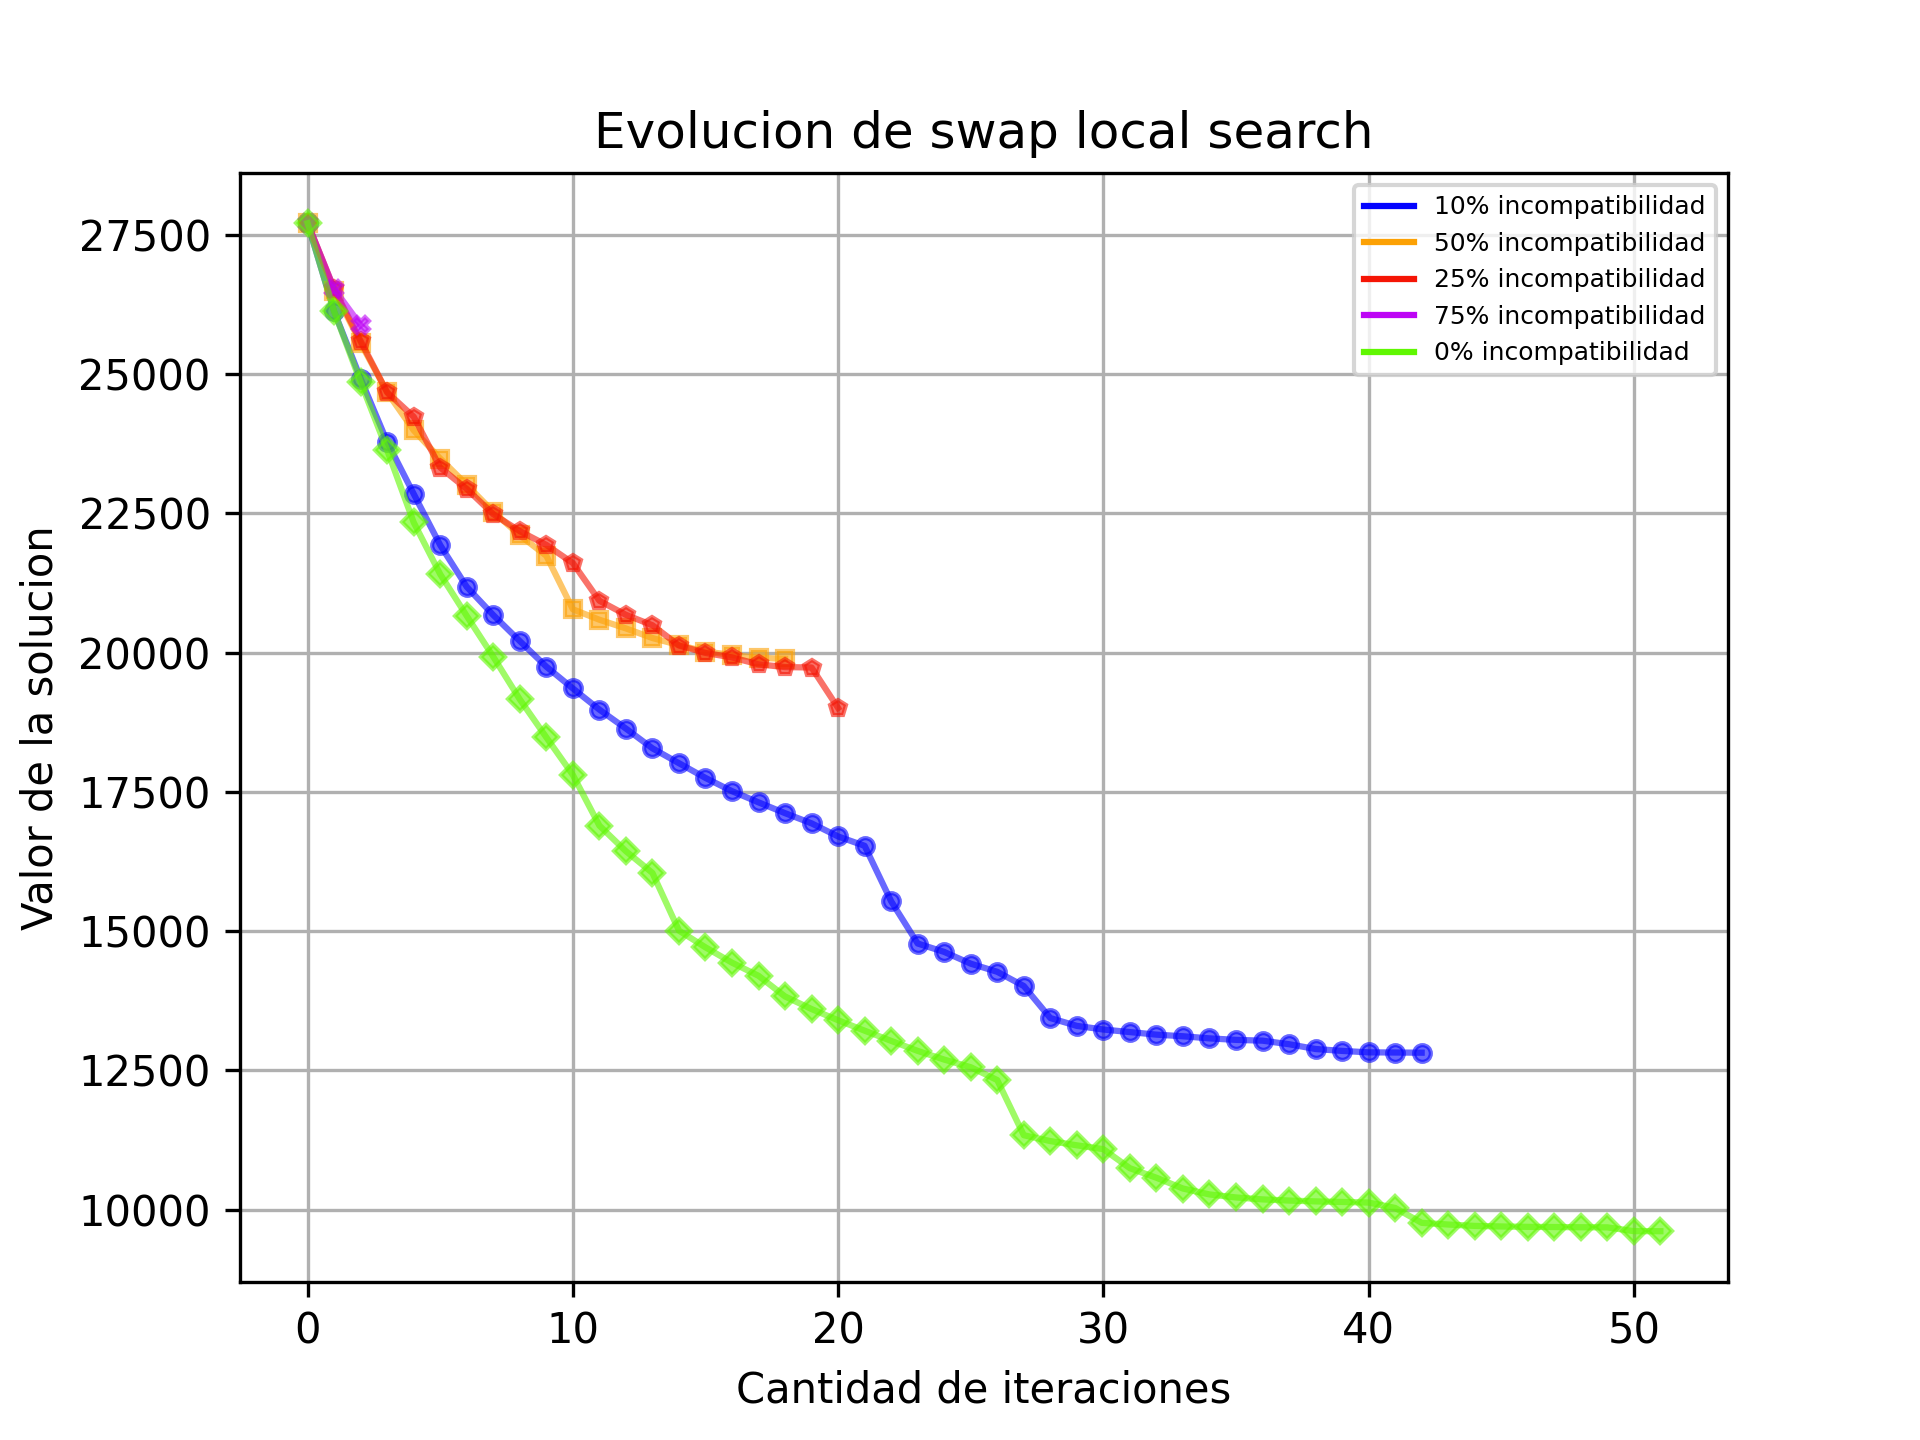 Evolucion de swap local search
10% incompatibilidad
50% incompatibilidad
25% incompatibilidad
75% incompatibilidad
0% incompatibilidad
Valor de la solucion
27500
25000
22500
20000
17500
15000
12500
10000
0 10 20 30 40 50
Cantidad de iteraciones